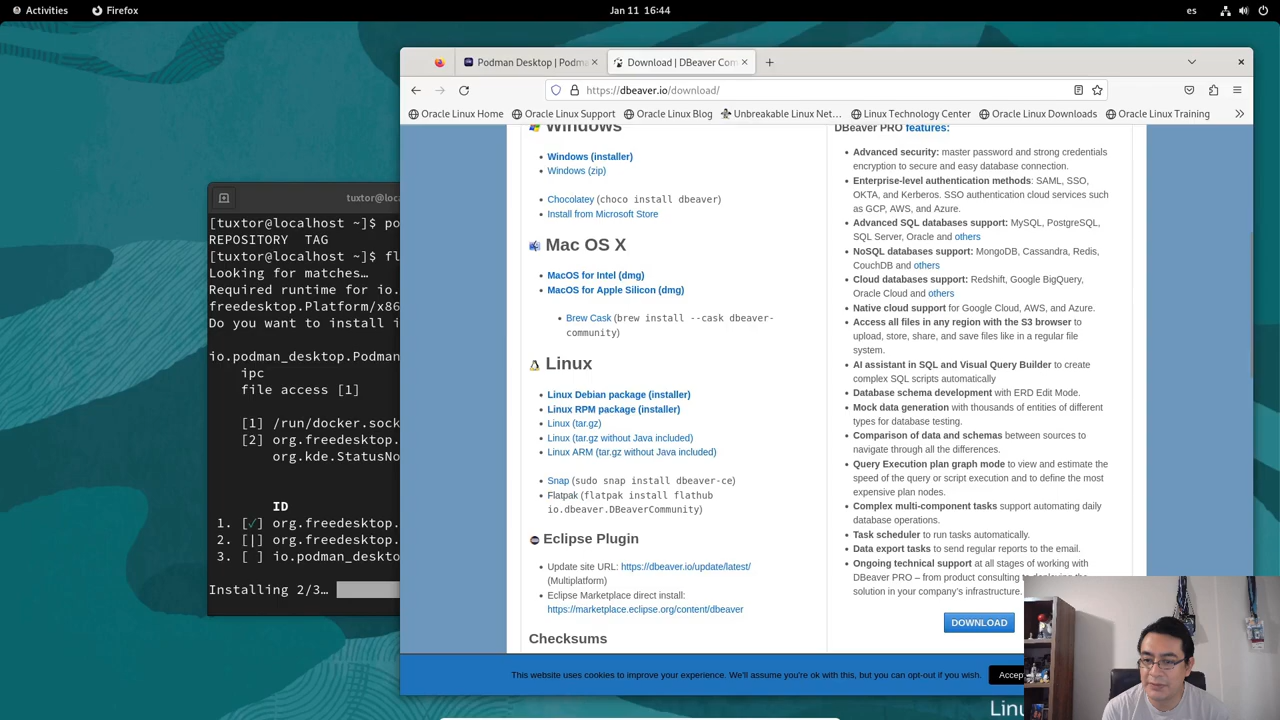 Activities
Firefox
Jan 11 16:44
es
Podman Desktop | Podma
Download | DBeaver Com
https://dbeaver.io/download/
Oracle Linux Home
Oracle Linux Support
Oracle Linux Blog
Unbreakable Linux Net…
Linux Technology Center
Oracle Linux Downloads
Oracle Linux Training
tuxtor@loca
[tuxtor@localhost ~]$ po
REPOSITORY TAG
[tuxtor@localhost ~]$ fl
Looking for matches…
Required runtime for io.
freedesktop.Platform/x86
Do you want to install i
io.podman_desktop.Podman
ipc
file access [1]
[1] /run/docker.sock
[2] org.freedesktop.
org.kde.StatusNo
ID
1. [✓] org.freedesktop.
2. [|] org.freedesktop.
3. [ ] io.podman_deskto
Installing 2/3…
Windows
Windows (installer)
Windows (zip)
Chocolatey (choco install dbeaver)
Install from Microsoft Store
Mac OS X
MacOS for Intel (dmg)
MacOS for Apple Silicon (dmg)
Brew Cask (brew install --cask dbeaver-
community)
Linux
Linux Debian package (installer)
Linux RPM package (installer)
Linux (tar.gz)
Linux (tar.gz without Java included)
Linux ARM (tar.gz without Java included)
Snap (sudo snap install dbeaver-ce)
Flatpak (flatpak install flathub
io.dbeaver.DBeaverCommunity)
Eclipse Plugin
Update site URL: https://dbeaver.io/update/latest/
(Multiplatform)
Eclipse Marketplace direct install:
https://marketplace.eclipse.org/content/dbeaver
Checksums
DBeaver PRO features:
Advanced security: master password and strong credentials
encryption to secure and easy database connection.
Enterprise-level authentication methods: SAML, SSO,
OKTA, and Kerberos. SSO authentication cloud services such
as GCP, AWS, and Azure.
Advanced SQL databases support: MySQL, PostgreSQL,
SQL Server, Oracle and others
NoSQL databases support: MongoDB, Cassandra, Redis,
CouchDB and others
Cloud databases support: Redshift, Google BigQuery,
Oracle Cloud and others
Native cloud support for Google Cloud, AWS, and Azure.
Access all files in any region with the S3 browser to
upload, store, share, and save files like in a regular file
system.
AI assistant in SQL and Visual Query Builder to create
complex SQL scripts automatically
Database schema development with ERD Edit Mode.
Mock data generation with thousands of entities of different
types for database testing.
Comparison of data and schemas between sources to
navigate through all the differences.
Query Execution plan graph mode to view and estimate the
speed of the query or script execution and to define the most
expensive plan nodes.
Complex multi-component tasks support automating daily
database operations.
Task scheduler to run tasks automatically.
Data export tasks to send regular reports to the email.
Ongoing technical support at all stages of working with
DBeaver PRO – from product consulting to
solution in your company's infrastructure.
DOWNLOAD
This website uses cookies to improve your experience. We'll assume you're ok with this, but you can opt-out if you wish.
Accep
Linu